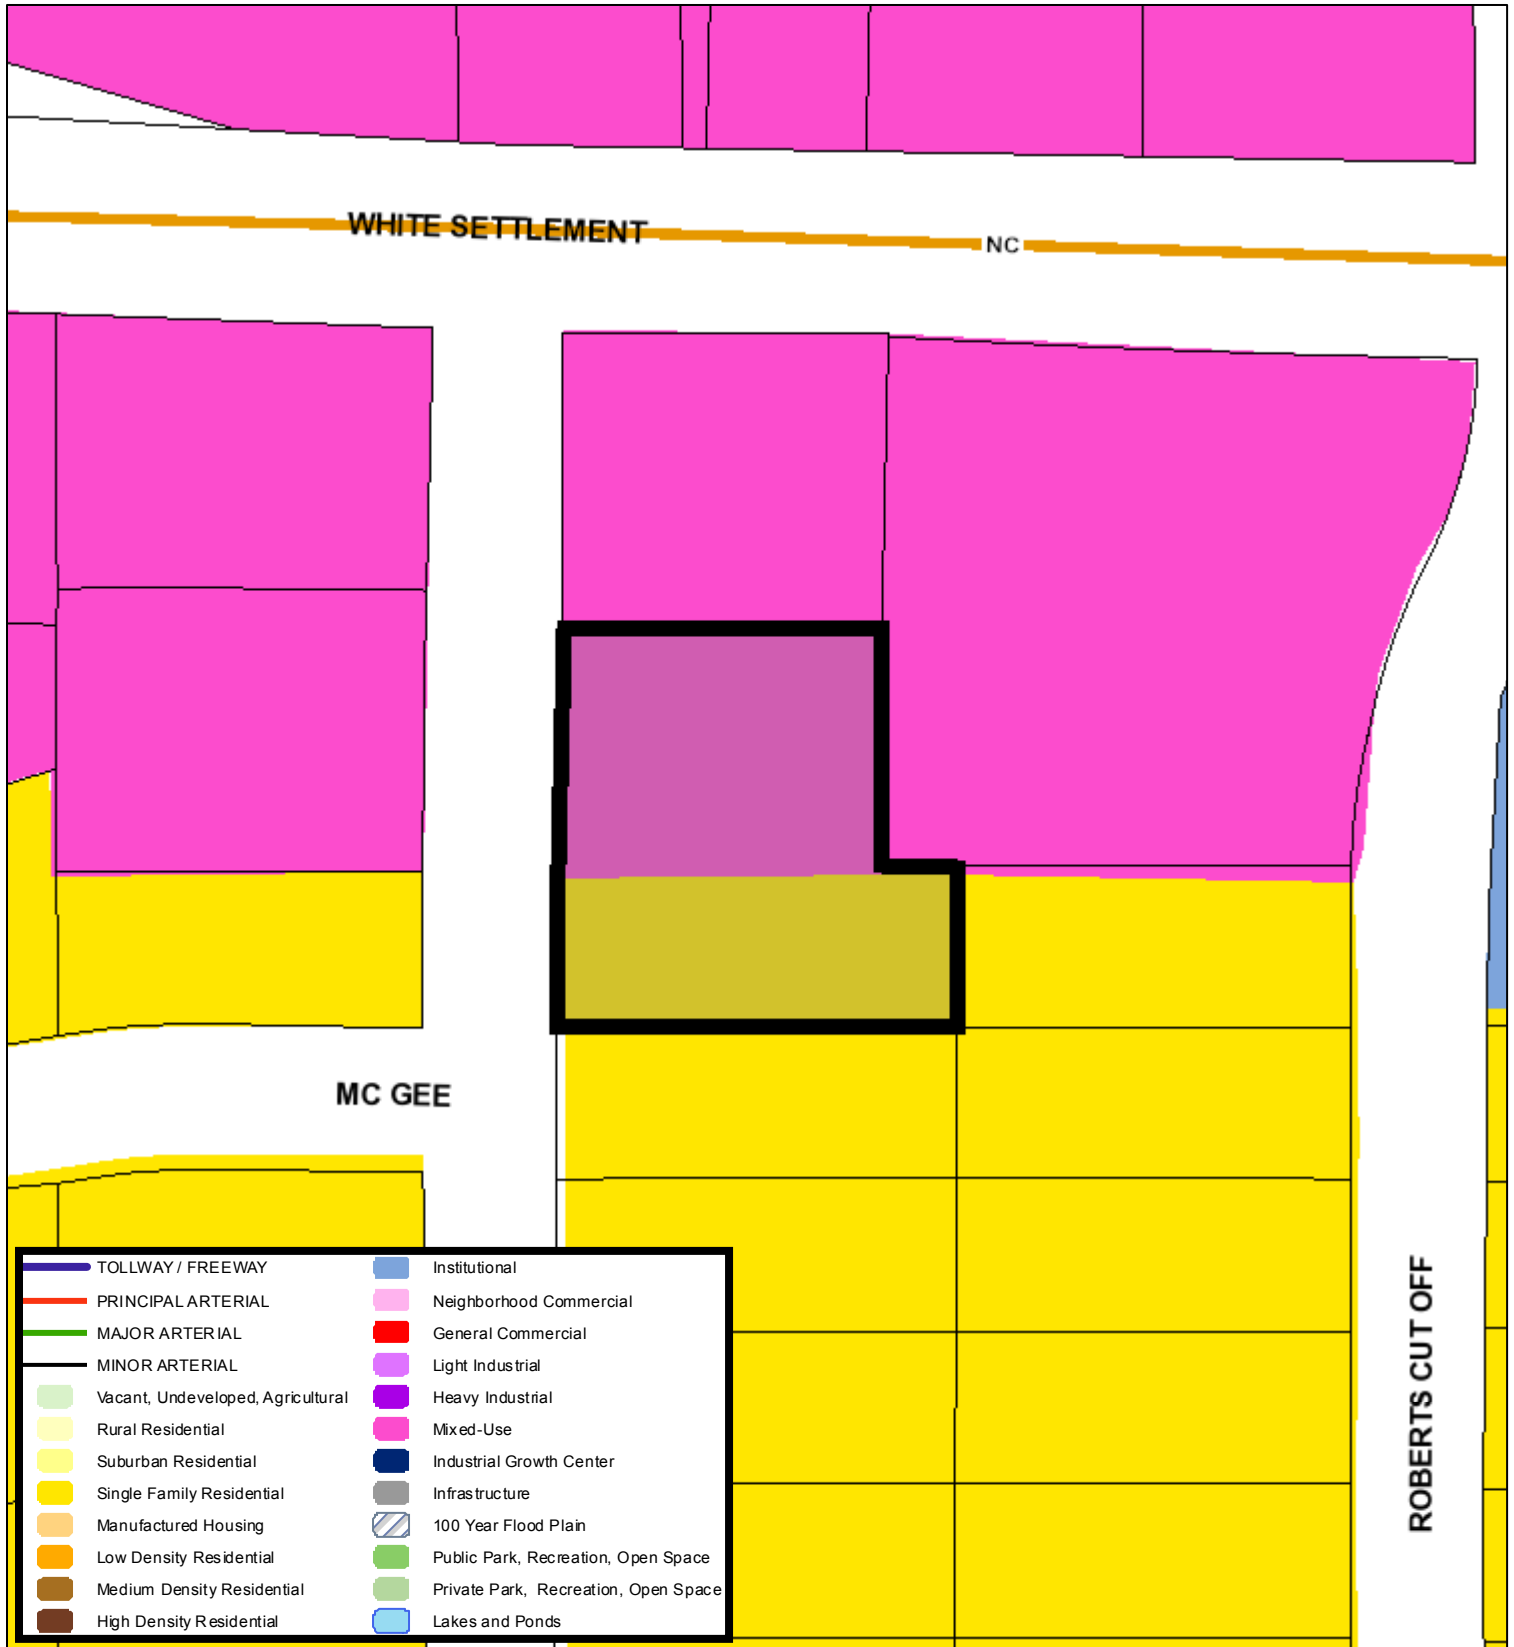 WHITE SETTLEMENT
NC
MC GEE
ROBERTS CUT OFF
TOLLWAY / FREEWAY
PRINCIPAL ARTERIAL
MAJOR ARTERIAL
MINOR ARTERIAL
Vacant, Undeveloped, Agricultural
Rural Residential
Suburban Residential
Single Family Residential
Manufactured Housing
Low Density Residential
Medium Density Residential
High Density Residential
Institutional
Neighborhood Commercial
General Commercial
Light Industrial
Heavy Industrial
Mixed-Use
Industrial Growth Center
Infrastructure
100 Year Flood Plain
Public Park, Recreation, Open Space
Private Park, Recreation, Open Space
Lakes and Ponds